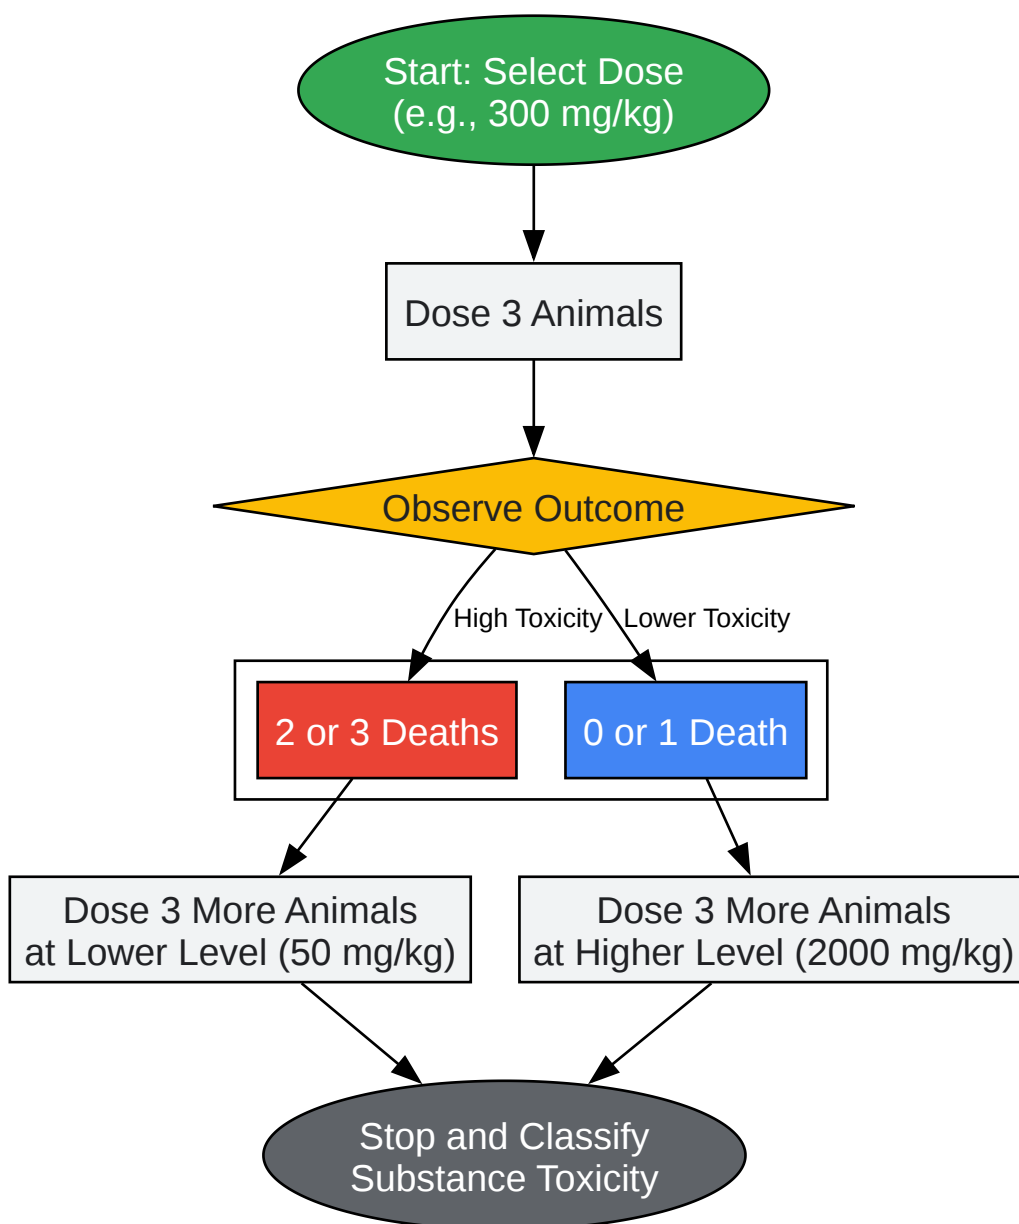 Start: Select Dose
(e.g., 300 mg/kg)
Dose 3 Animals
Observe Outcome
High Toxicity
Lower Toxicity
2 or 3 Deaths
0 or 1 Death
Dose 3 More Animals
at Lower Level (50 mg/kg)
Dose 3 More Animals
at Higher Level (2000 mg/kg)
Stop and Classify
Substance Toxicity